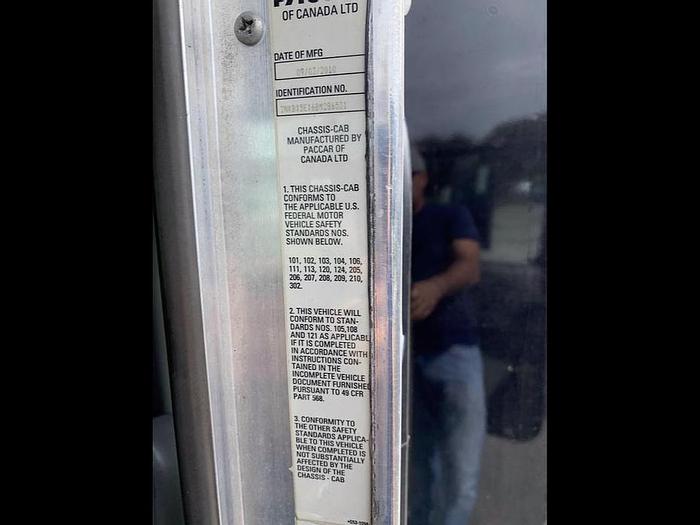 OF CANADA LTD
DATE OF MFG
IDENTIFICATION NO.
CHASSIS-CAB
MANUFACTURED BY
PACCAR OF
CANADA LTD
1. THIS CHASSIS-CAB
CONFORMS TO
THE APPLICABLE U.S.
FEDERAL MOTOR
VEHICLE SAFETY
STANDARDS NOS.
SHOWN BELOW.
101, 102, 103, 104, 106,
111, 113, 120, 124, 205,
206, 207, 208, 209, 210,
302.
2. THIS VEHICLE WILL
CONFORM TO STAN-
DARDS NOS. 105,108
AND 121 AS APPLICABL
IF IT IS COMPLETED
IN ACCORDANCE WITH
INSTRUCTIONS CON-
TAINED IN THE
INCOMPLETE VEHICLE
DOCUMENT FURNISHE
PURSUANT TO 49 CFR
PART 568.
3. CONFORMITY TO
THE OTHER SAFETY
STANDARDS APPLICA-
BLE TO THIS VEHICLE
WHEN COMPLETED IS
NOT SUBSTANTIALLY
AFFECTED BY THE
DESIGN OF THE
CHASSIS - CAB